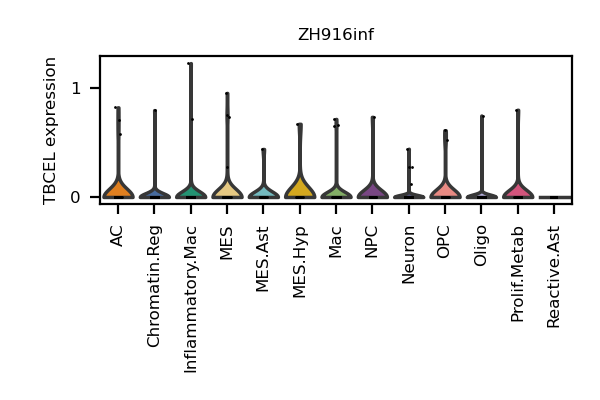 ZH916inf
TBCEL expression
1
0
AC
Chromatin.Reg
Inflammatory.Mac
MES
MES.Ast
MES.Hyp
Mac
NPC
Neuron
OPC
Oligo
Prolif.Metab
Reactive.Ast